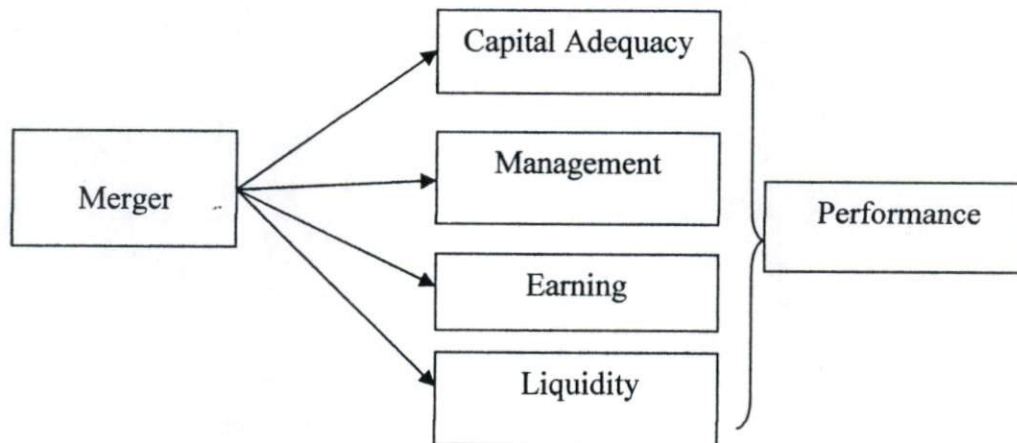 Capital Adequacy
Merger
Management
Earning
Liquidity
Performance